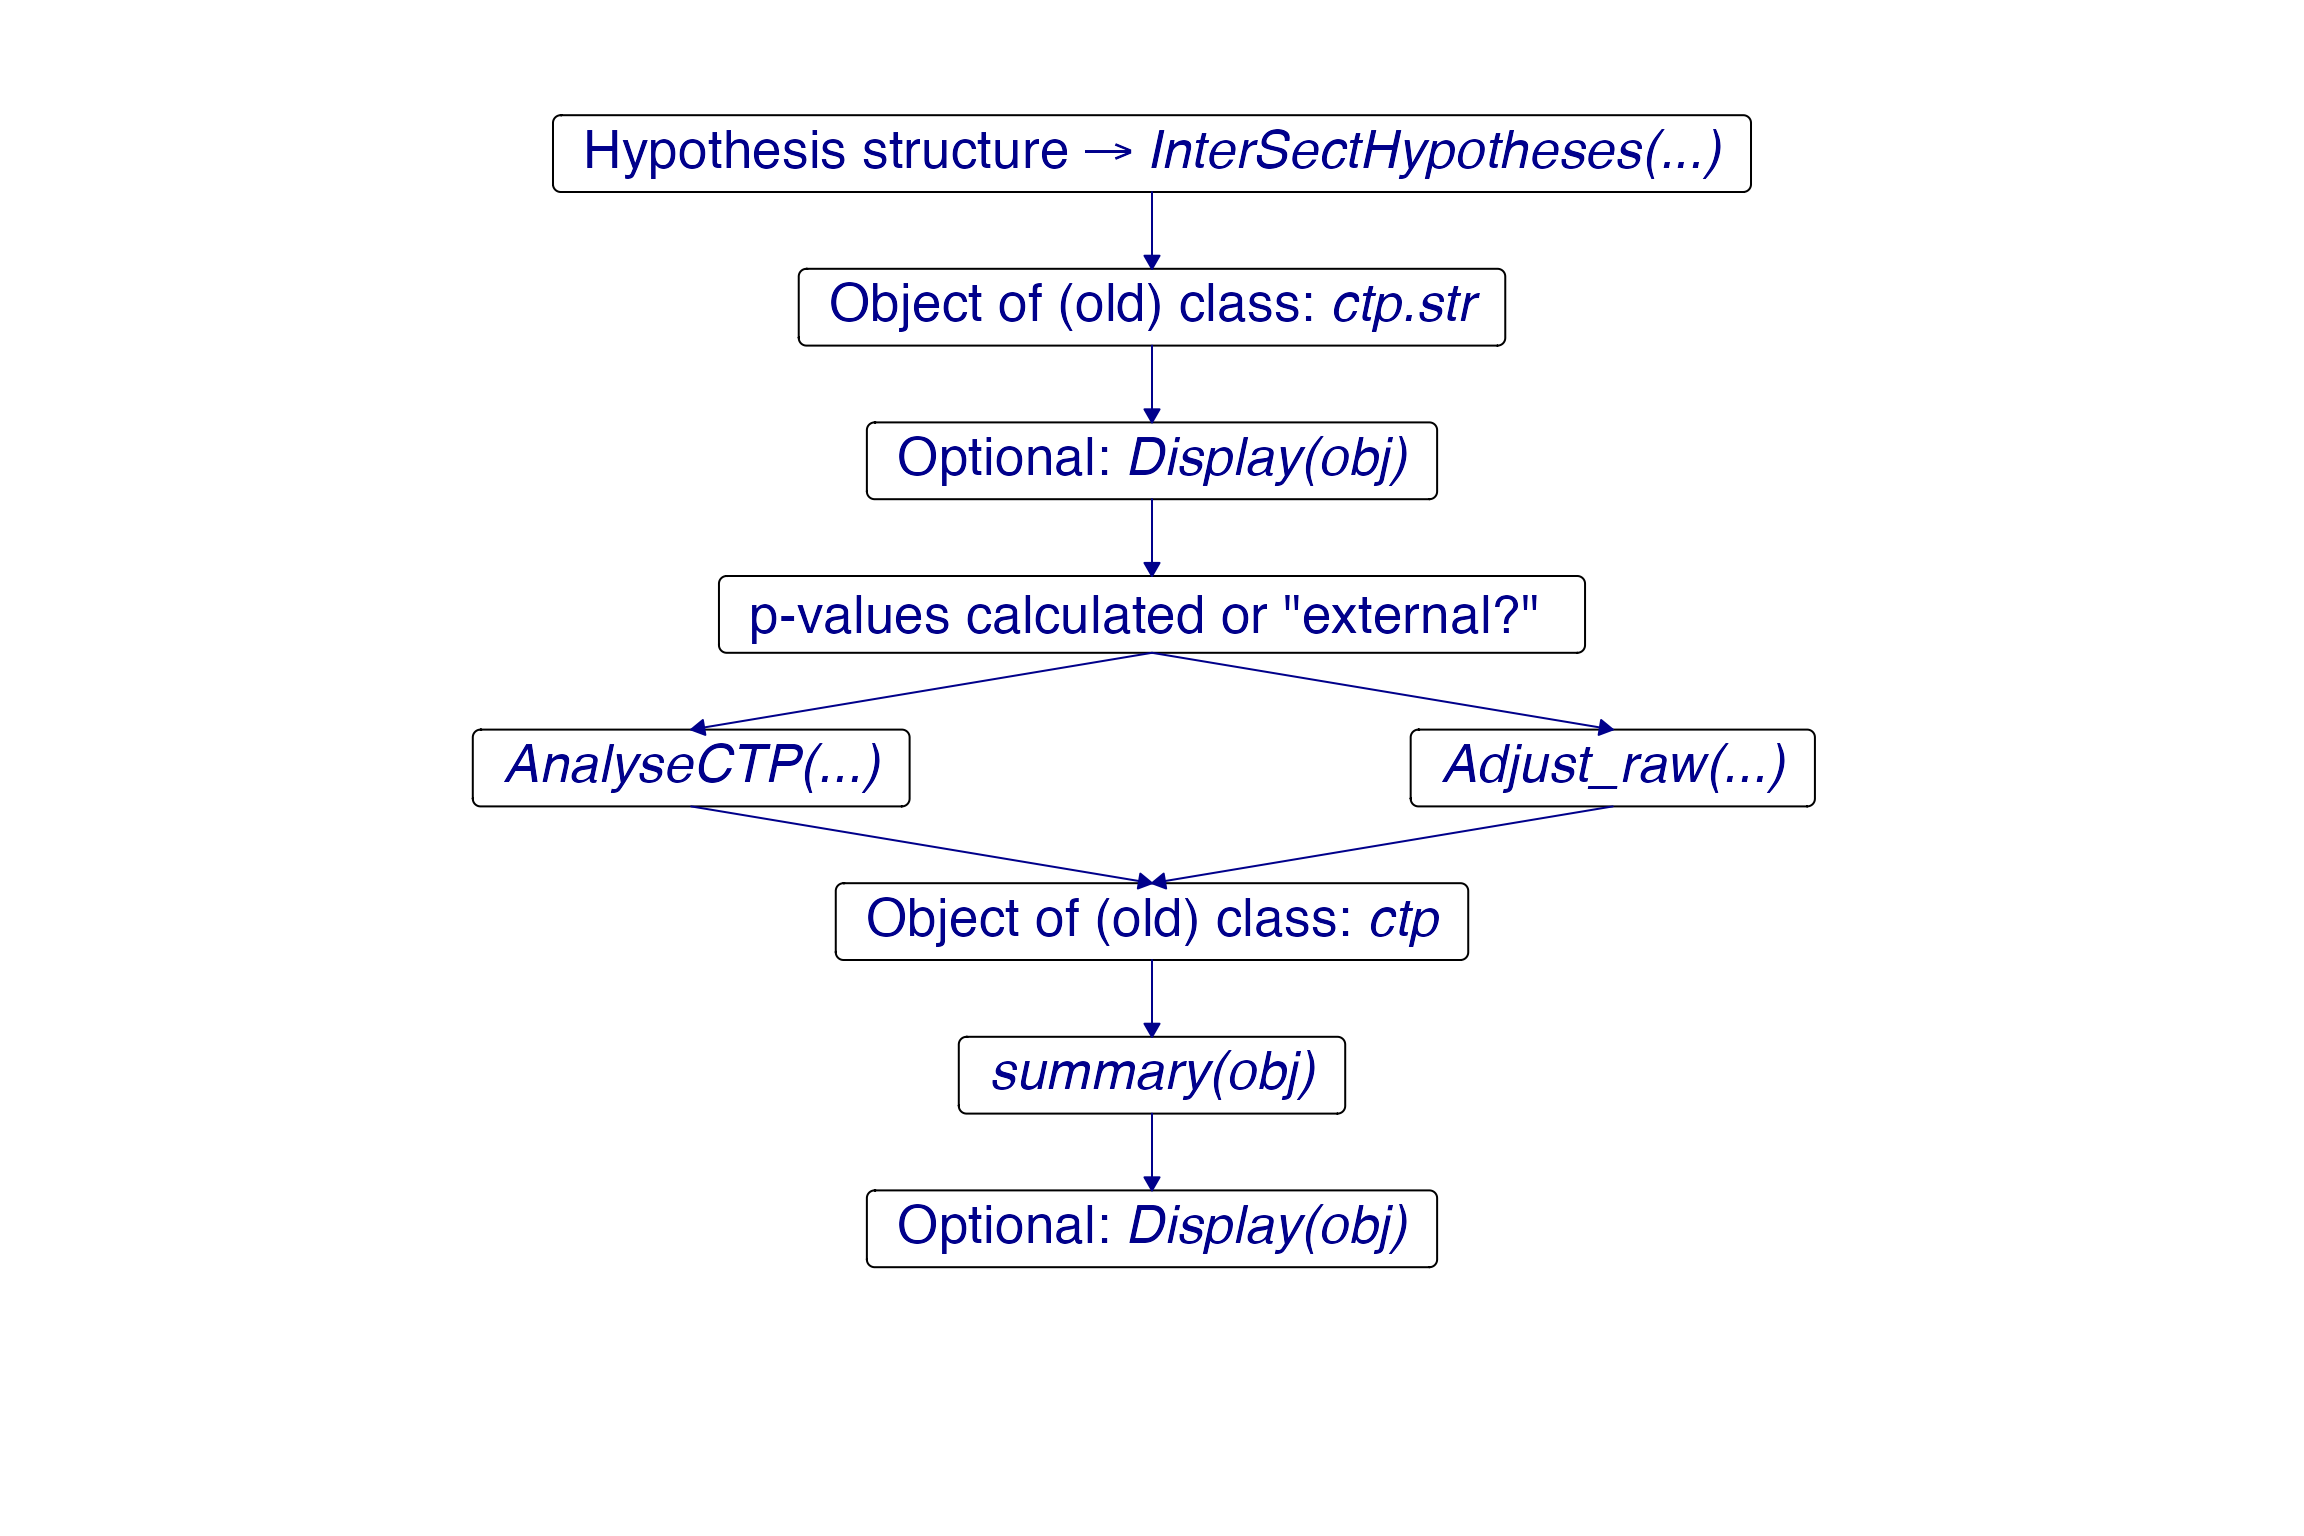 Hypothesis structure → InterSectHypotheses(...)
Object of (old) class: ctp.str
Optional: Display(obj)
p-values calculated or "external?"
AnalyseCTP(...)
Adjust_raw(...)
Object of (old) class: ctp
summary(obj)
Optional: Display(obj)